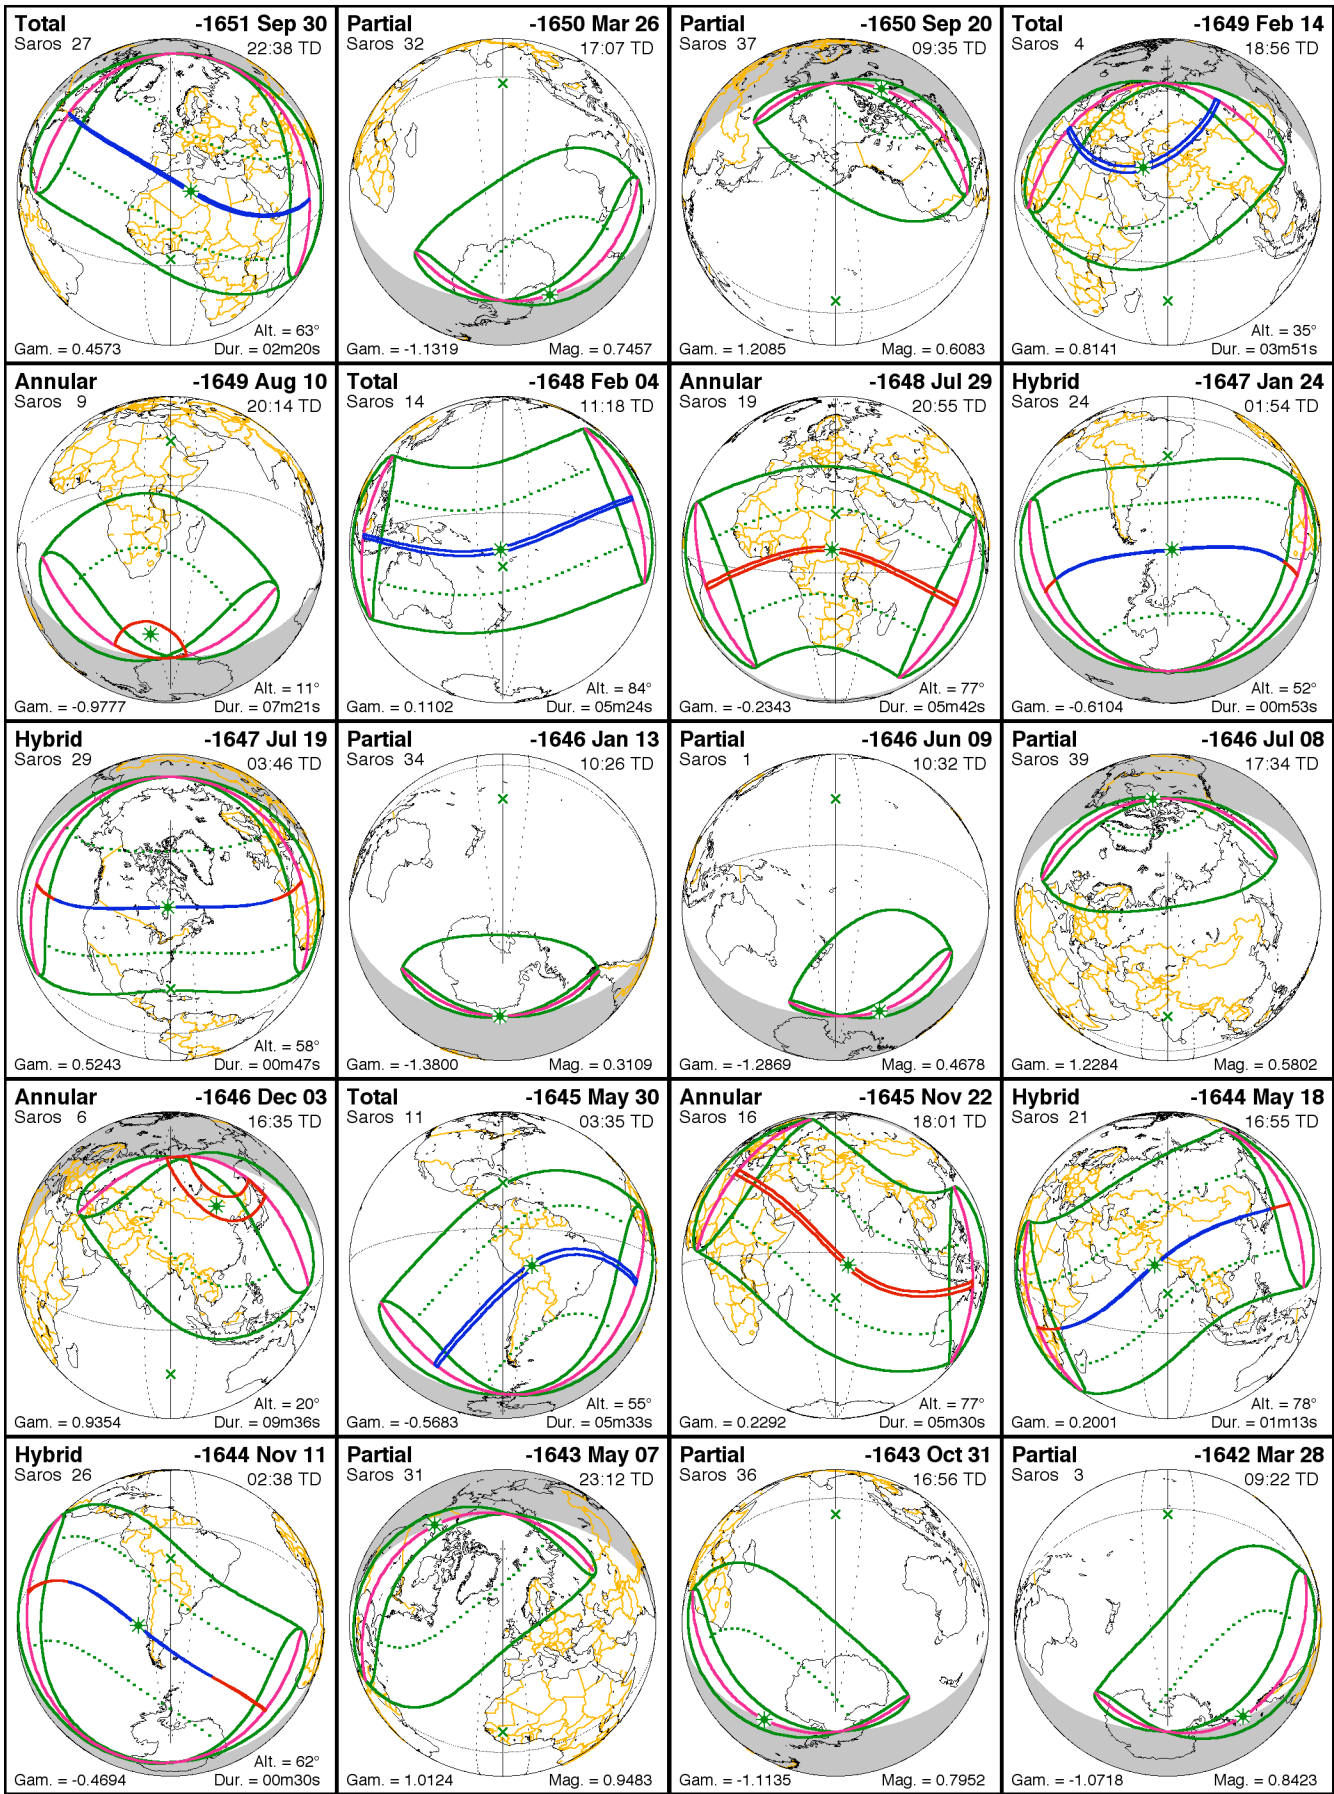 Total -1651 Sep 30
Saros 27 22:38 TD
Alt. = 63°
Gam. = 0.4573 Dur. = 02m20s
Partial -1650 Mar 26
Saros 32 17:07 TD
Gam. = -1.1319 Mag. = 0.7457
Partial -1650 Sep 20
Saros 37 09:35 TD
Gam. = 1.2085 Mag. = 0.6083
Total -1649 Feb 14
Saros 4 18:56 TD
Alt. = 35°
Gam. = 0.8141 Dur. = 03m51s
Annular -1649 Aug 10
Saros 9 20:14 TD
Alt. = 11°
Gam. = -0.9777 Dur. = 07m21s
Total -1648 Feb 04
Saros 14 11:18 TD
Alt. = 84°
Gam. = 0.1102 Dur. = 05m24s
Annular -1648 Jul 29
Saros 19 20:55 TD
Alt. = 77°
Gam. = -0.2343 Dur. = 05m42s
Hybrid -1647 Jan 24
Saros 24 01:54 TD
Alt. = 52°
Gam. = -0.6104 Dur. = 00m53s
Hybrid -1647 Jul 19
Saros 29 03:46 TD
Alt. = 58°
Gam. = 0.5243 Dur. = 00m47s
Partial -1646 Jan 13
Saros 34 10:26 TD
Gam. = -1.3800 Mag. = 0.3109
Partial -1646 Jun 09
Saros 1 10:32 TD
Gam. = -1.2869 Mag. = 0.4678
Partial -1646 Jul 08
Saros 39 17:34 TD
Gam. = 1.2284 Mag. = 0.5802
Annular -1646 Dec 03
Saros 6 16:35 TD
Alt. = 20°
Gam. = 0.9354 Dur. = 09m36s
Total -1645 May 30
Saros 11 03:35 TD
Alt. = 55°
Gam. = -0.5683 Dur. = 05m33s
Annular -1645 Nov 22
Saros 16 18:01 TD
Alt. = 77°
Gam. = 0.2292 Dur. = 05m30s
Hybrid -1644 May 18
Saros 21 16:55 TD
Alt. = 78°
Gam. = 0.2001 Dur. = 01m13s
Hybrid -1644 Nov 11
Saros 26 02:38 TD
Alt. = 62°
Gam. = -0.4694 Dur. = 00m30s
Partial -1643 May 07
Saros 31 23:12 TD
Gam. = 1.0124 Mag. = 0.9483
Partial -1643 Oct 31
Saros 36 16:56 TD
Gam. = -1.1135 Mag. = 0.7952
Partial -1642 Mar 28
Saros 3 09:22 TD
Gam. = -1.0718 Mag. = 0.8423